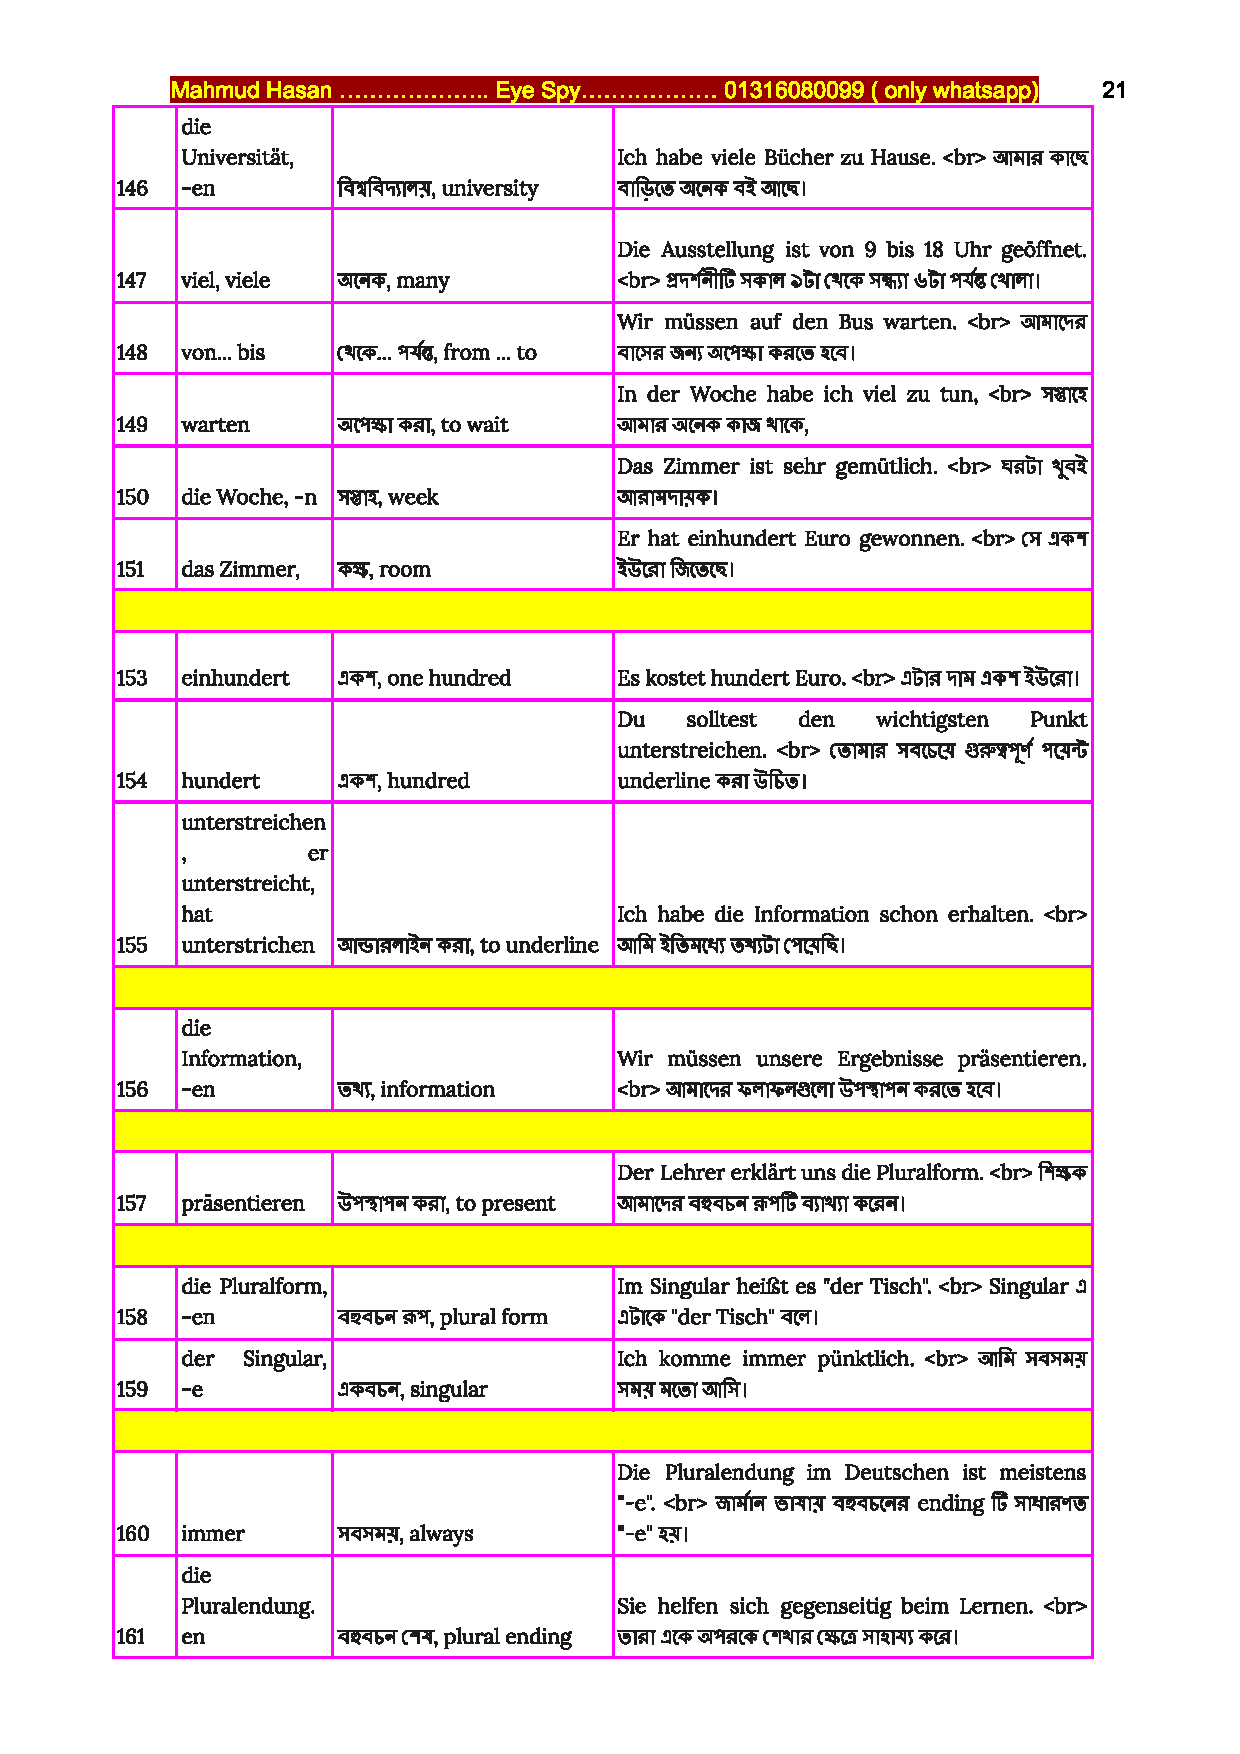 Mahmud Hasan ……………….. Eye Spy……………… 01316080099 ( only whatsapp) 21
die
Universität, Ich habe viele Bücher zu Hause. <br> আমার কাছে
146 -en বিশ্ববিদ্যালয়, university বাড়িতে অনেক বই আছে।
Die Ausstellung ist von 9 bis 18 Uhr geöffnet.
147 viel, viele অনেক, many <br> প্রদর্শনীটি সকাল ৯টা থেকে সন্ধ্যা ৬টা পর্যন্ত খোলা।
Wir müssen auf den Bus warten. <br> আমাদের
148 von... bis থেকে... পর্যন্ত, from ... to বাসের জন্য অপেক্ষা করতে হবে।
In der Woche habe ich viel zu tun, <br> সপ্তাহে
149 warten অপেক্ষা করা, to wait আমার অনেক কাজ থাকে,
Das Zimmer ist sehr gemütlich. <br> ঘরটা খুবই
150 die Woche, -n সপ্তাহ, week আরামদায়ক।
Er hat einhundert Euro gewonnen. <br> সে একশ
151 das Zimmer, কক্ষ, room ইউরো জিতেছে।
153 einhundert একশ, one hundred Es kostet hundert Euro. <br> এটার দাম একশ ইউরো।
Du solltest den wichtigsten Punkt
unterstreichen. <br> তোমার সবচেয়ে গুরুত্বপূর্ণ পয়েন্ট
154 hundert একশ, hundred underline করা উচিত।
unterstreichen
, er
unterstreicht,
hat Ich habe die Information schon erhalten. <br>
155 unterstrichen আন্ডারলাইন করা, to underline আমি ইতিমধ্যে তথ্যটা পেয়েছি।
die
Information, Wir müssen unsere Ergebnisse präsentieren.
156 -en তথ্য, information <br> আমাদের ফলাফলগুলো উপস্থাপন করতে হবে।
Der Lehrer erklärt uns die Pluralform. <br> শিক্ষক
157 präsentieren উপস্থাপন করা, to present আমাদের বহুবচন রূপটি ব্যাখ্যা করেন।
die Pluralform, Im Singular heißt es "der Tisch". <br> Singular এ
158 -en বহুবচন রূপ, plural form এটাকে "der Tisch" বলে।
der Singular, Ich komme immer pünktlich. <br> আমি সবসময়
159 -e একবচন, singular সময় মতো আসি।
Die Pluralendung im Deutschen ist meistens
"-e". <br> জার্মান ভাষায় বহুবচনের ending টি সাধারণত
160 immer সবসময়, always "-e" হয়।
die
Pluralendung. Sie helfen sich gegenseitig beim Lernen. <br>
161 en বহুবচন শেষ, plural ending তারা একে অপরকে শেখার ক্ষেত্রে সাহায্য করে।